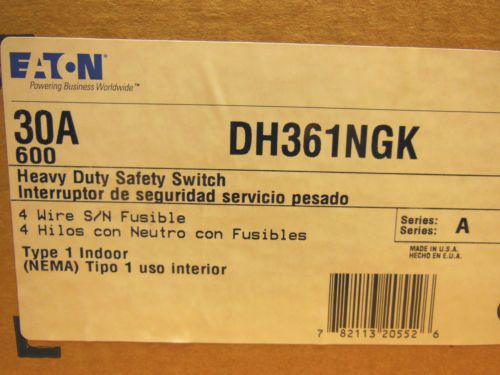 EATON
Powering Business Worldwide™
30A
600
DH361NGK
Heavy Duty Safety Switch
Interruptor de seguridad servicio pesado
4 Wire S/N Fusible
4 Hilos con Neutro con Fusibles
Series: A
Series:
MADE IN U.S.A.
HECHO EN E.U.A.
Type 1 Indoor
(NEMA) Tipo 1 uso interior
7 82113 20552 6